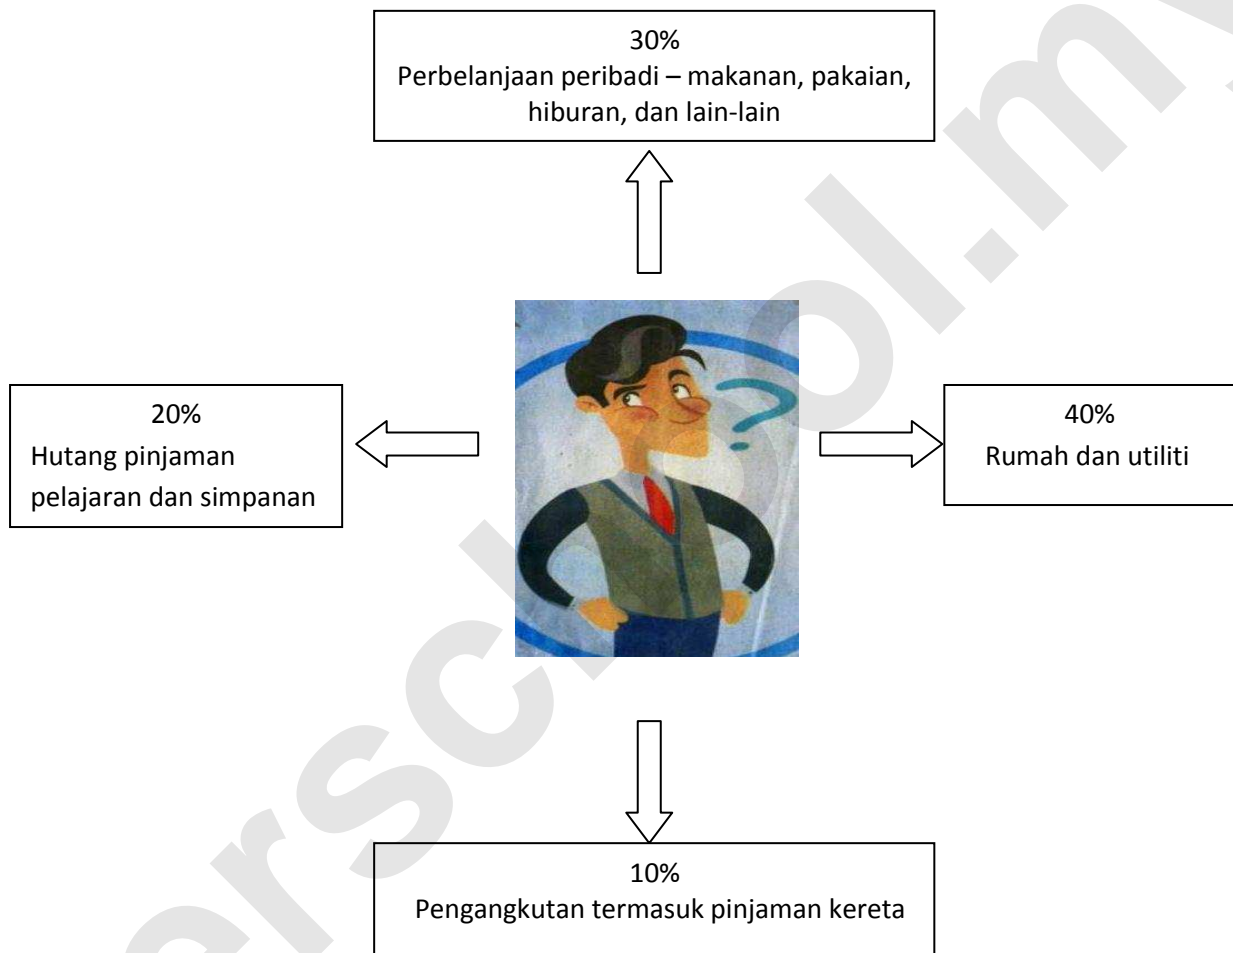 30%
Perbelanjaan peribadi – makanan, pakaian,
hiburan, dan lain-lain
20%
Hutang pinjaman
pelajaran dan simpanan
40%
Rumah dan utiliti
?
10%
Pengangkutan termasuk pinjaman kereta